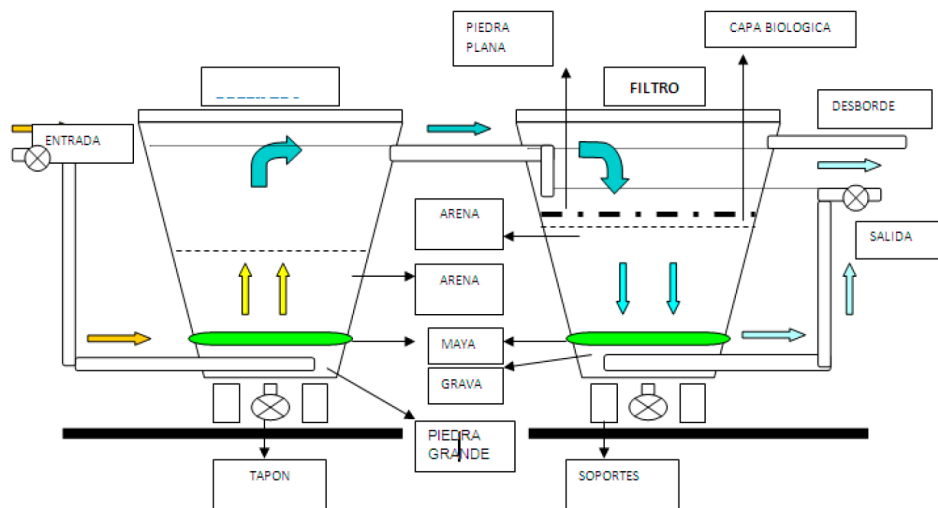 PIEDRA
PLANA
CAPA BIOLOGICA
FILTRO
DESBORDE
ENTRADA
ARENA
SALIDA
ARENA
MAYA
GRAVA
PIEDRA
GRANDE
TAPON
SOPORTES